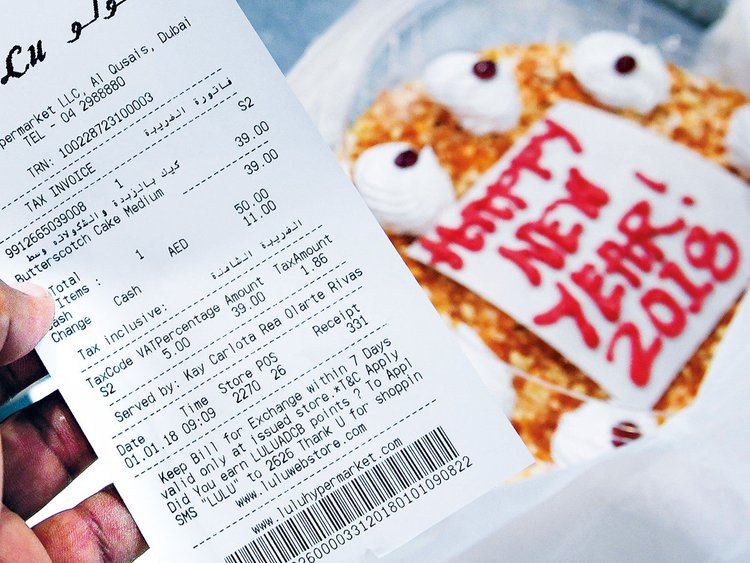 لولو
Lu
permarket LLC, Al Qusais, Dubai
TEL - 04 2988880
TRN: 100228723100003
فاتورة الضريبة
TAX INVOICE S2
9912665039008 1 39.00
كيك بالزبدة والشكولاته وسط
Butterscotch Cake Medium
Total 39.00
Items : 1 AED
Cash 50.00
Change Cash 11.00
الضريبة الشاملة
Tax inclusive:
TaxCode VATPercentage Amount TaxAmount
S2 5.00 39.00 1.86
Served by: Kay Carlota Rea Olarte Rivas
Date Time Store POS Receipt
01.01.18 09:09 2270 26 331
Keep Bill for Exchange within 7 Days
valid only at issued store.*T&C Apply
Did you earn LULUADCB points ? To Appl
SMS "LULU" to 2626 Thank U for shoppin
www.luluwebstore.com
www.luluhypermarket.com
26000033120180101090822
Happy
NEW
YEAR!
2018